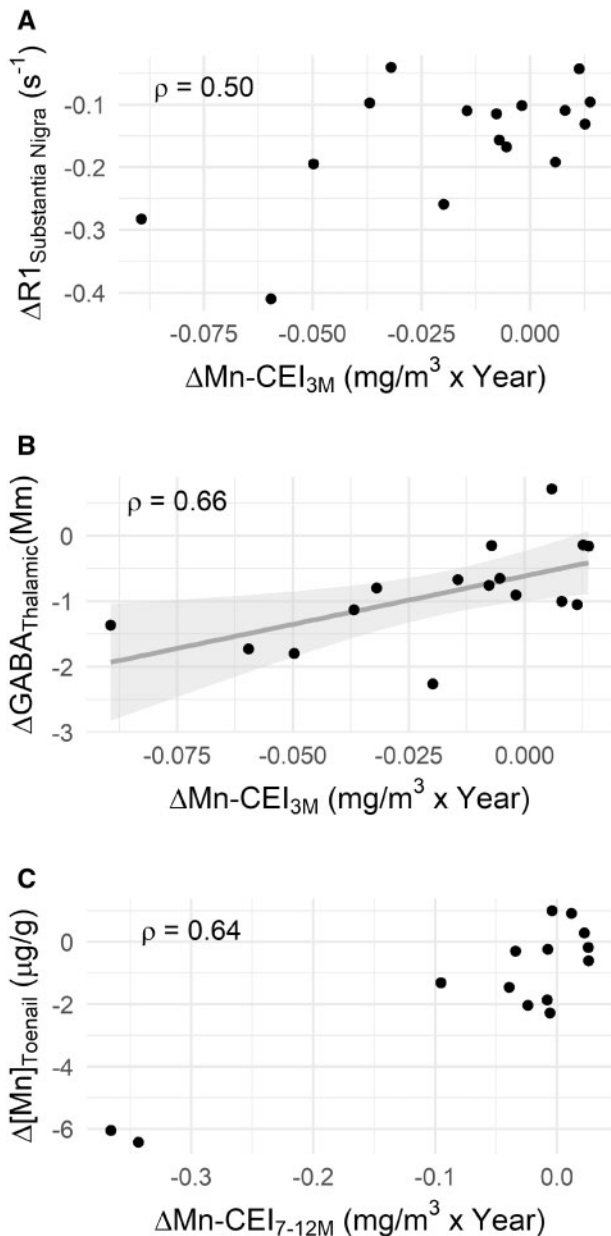 A
ΔR1Substantia Nigra (s⁻¹)
ρ = 0.50
-0.1
-0.2
-0.3
-0.4
-0.075 -0.050 -0.025 0.000
ΔMn-CEI3M (mg/m³ x Year)
B
ΔGABAThalamic(Mm)
ρ = 0.66
0
-1
-2
-3
-0.075 -0.050 -0.025 0.000
ΔMn-CEI3M (mg/m³ x Year)
C
Δ[Mn]Toenail (μg/g)
ρ = 0.64
0
-2
-4
-6
-0.3 -0.2 -0.1 0.0
ΔMn-CEI7-12M (mg/m³ x Year)